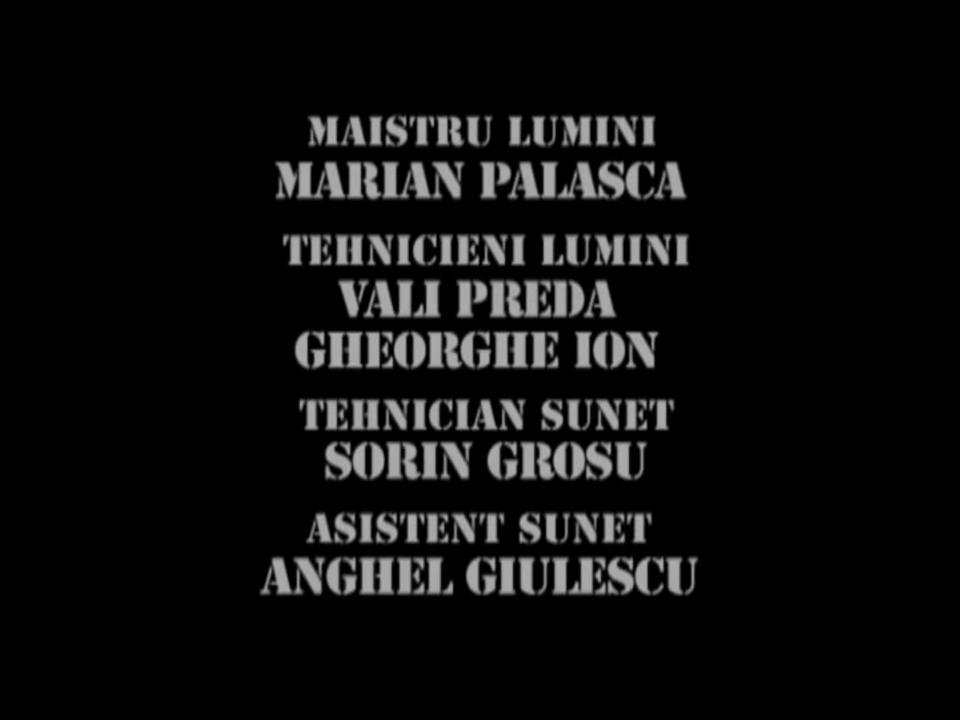 MAISTRU LUMINI
MARIAN PALASCA
TEHNICIENI LUMINI
VALI PREDA
GHEORGHE ION
TEHNICIAN SUNET
SORIN GROSU
ASISTENT SUNET
ANGHEL GIULESCU